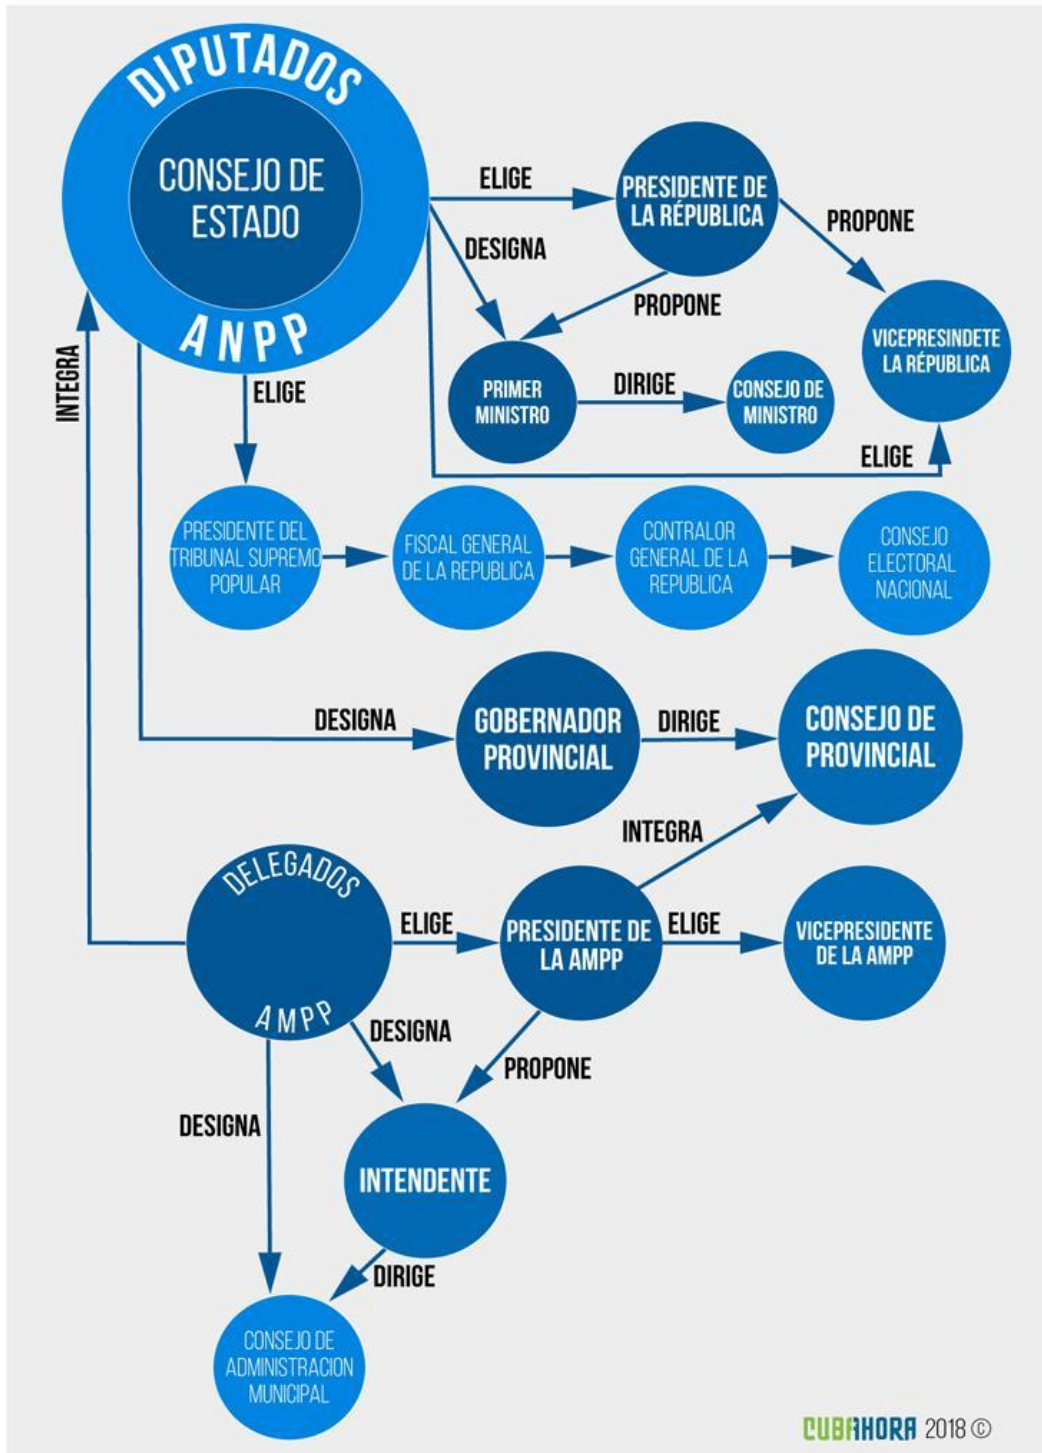 DIPUTADOS
CONSEJO DE
ESTADO
ANPP
ELIGE
PRESIDENTE DE
LA RÉPUBLICA
PROPONE
DESIGNA
PROPONE
VICEPRESINDETE
LA RÉPUBLICA
PRIMER
MINISTRO
DIRIGE
CONSEJO DE
MINISTRO
INTEGRA
ELIGE
ELIGE
PRESIDENTE DEL
TRIBUNAL SUPREMO
POPULAR
FISCAL GENERAL
DE LA REPUBLICA
CONTRALOR
GENERAL DE LA
REPUBLICA
CONSEJO
ELECTORAL
NACIONAL
DESIGNA
GOBERNADOR
PROVINCIAL
DIRIGE
CONSEJO DE
PROVINCIAL
INTEGRA
DELEGADOS
AMPP
ELIGE
PRESIDENTE DE
LA AMPP
ELIGE
VICEPRESIDENTE
DE LA AMPP
DESIGNA
PROPONE
DESIGNA
INTENDENTE
DIRIGE
CONSEJO DE
ADMINISTRACION
MUNICIPAL
CUBAHORA 2018 ©